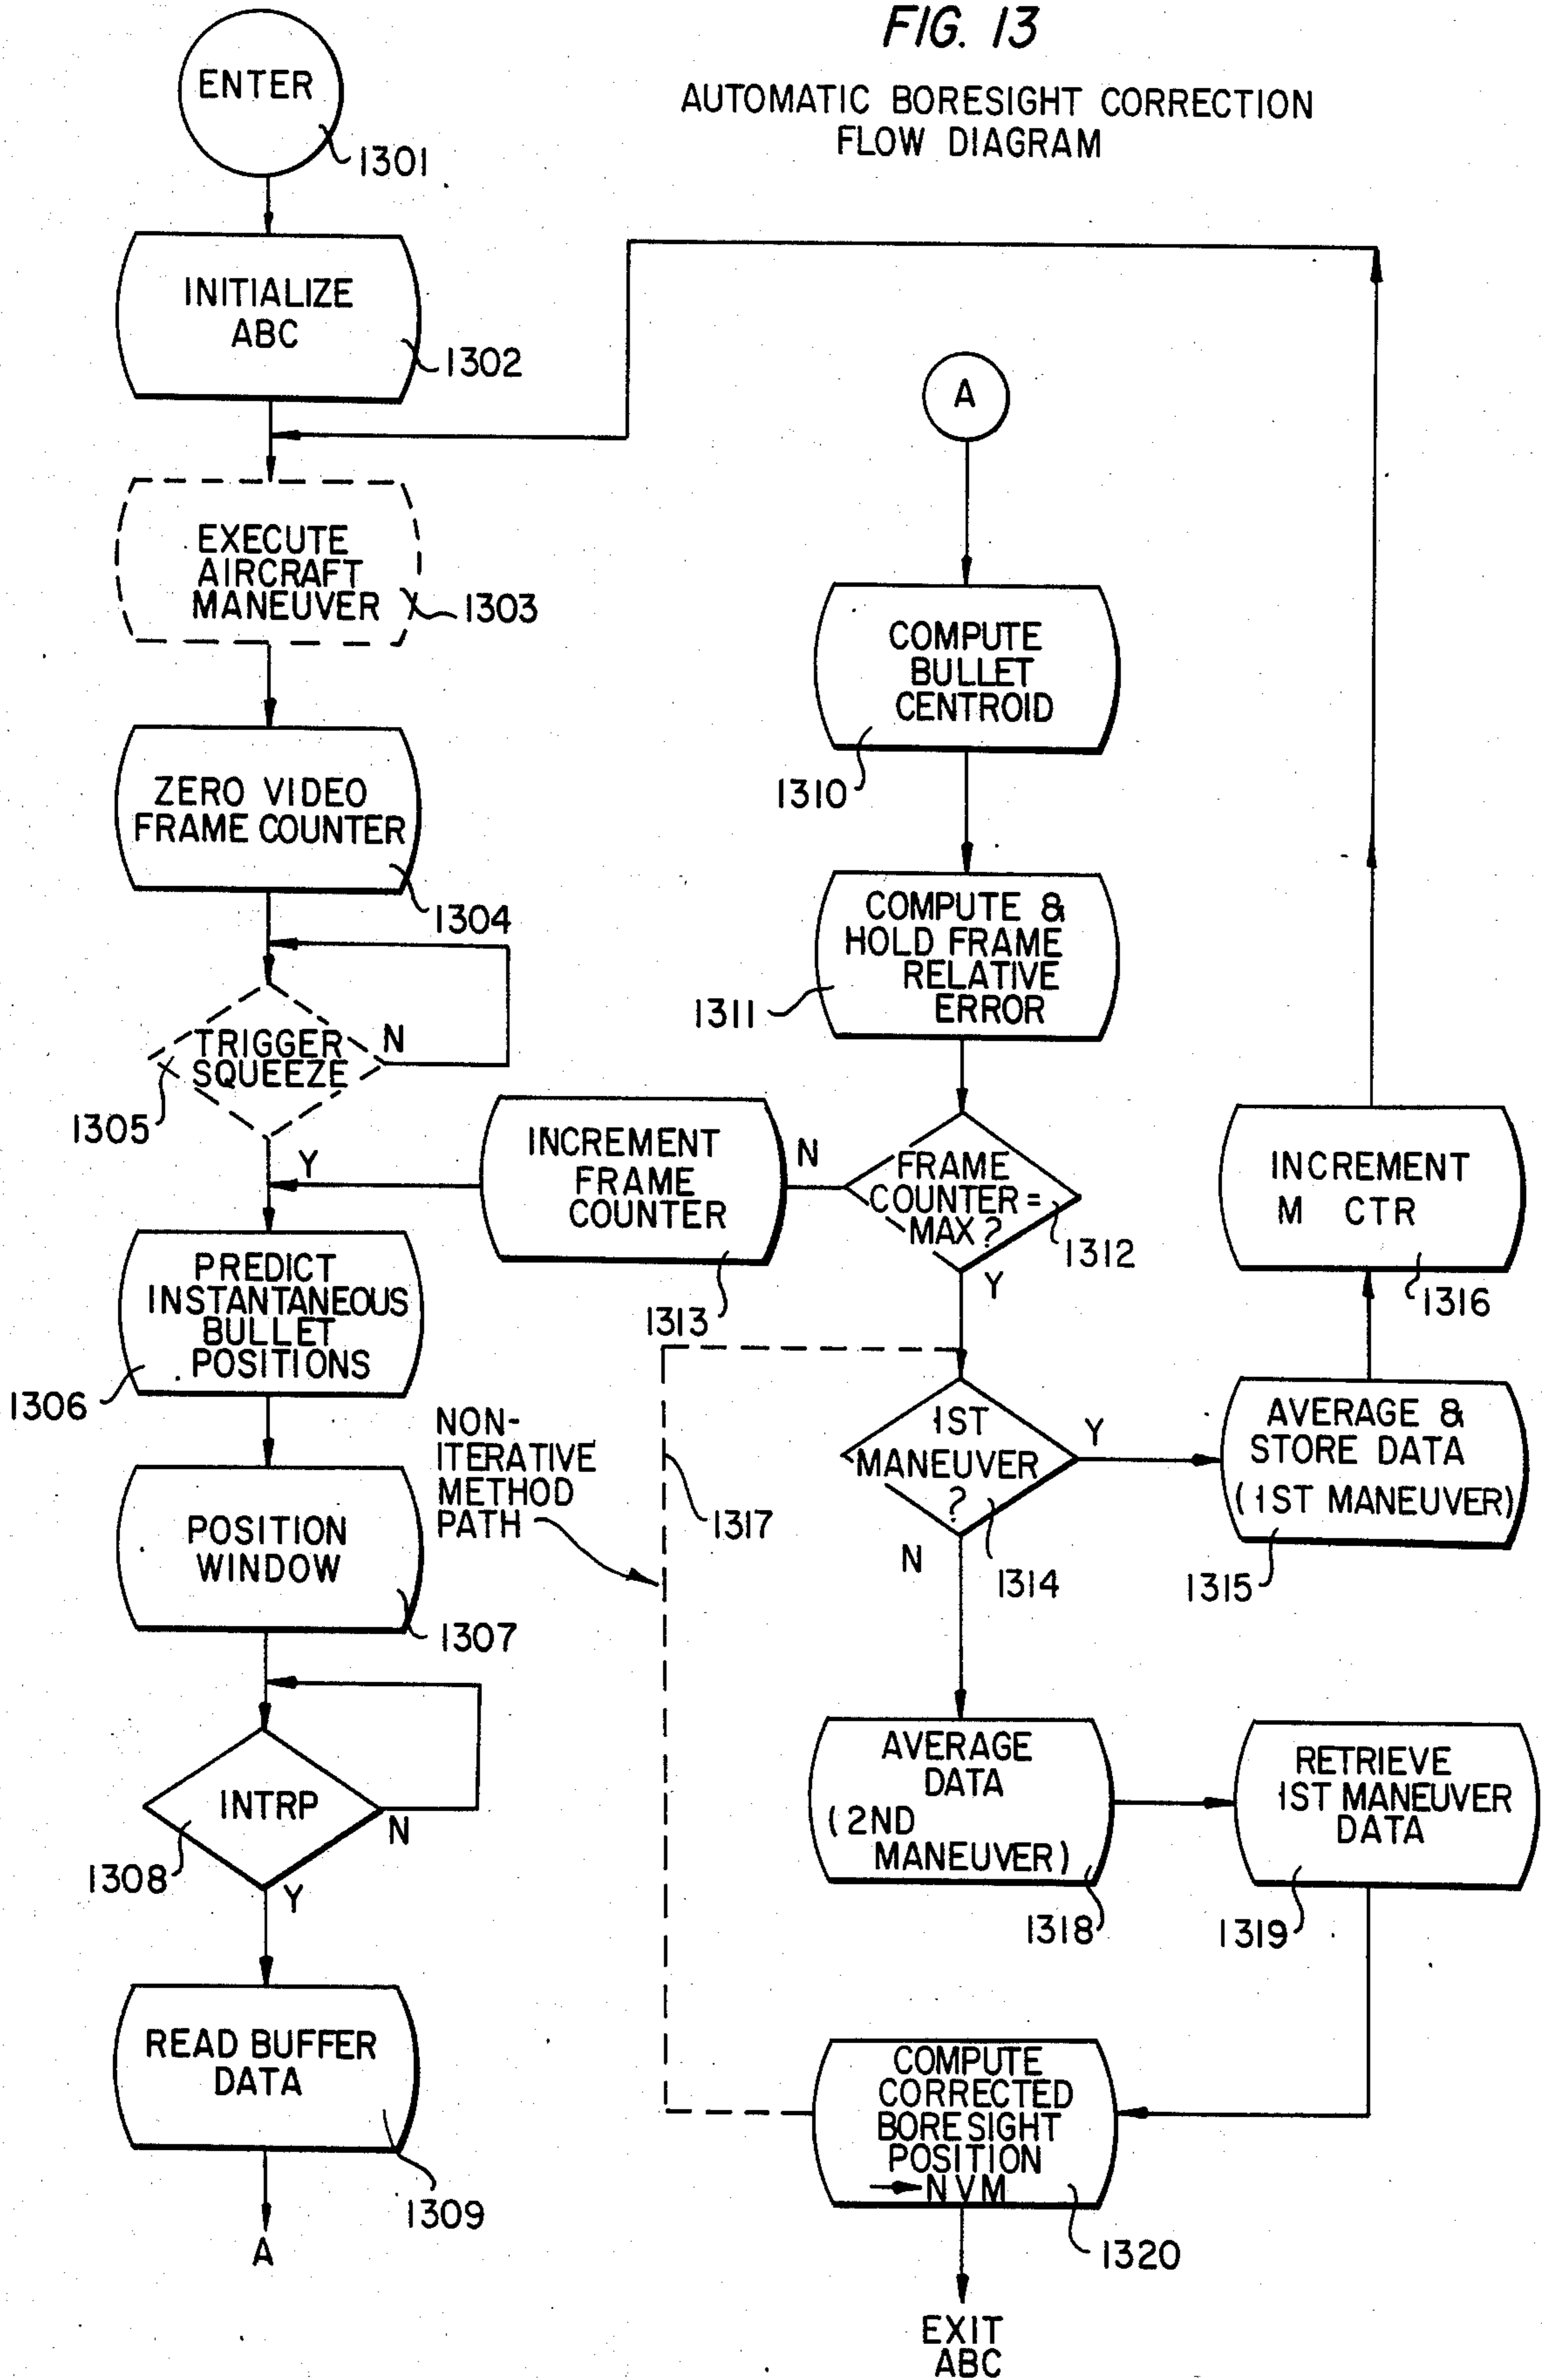 FIG. 13
AUTOMATIC BORESIGHT CORRECTION
FLOW DIAGRAM
ENTER
1301
INITIALIZE
ABC
1302
EXECUTE
AIRCRAFT
MANEUVER
1303
ZERO VIDEO
FRAME COUNTER
1304
TRIGGER
SQUEEZE
N
1305
Y
PREDICT
INSTANTANEOUS
BULLET
POSITIONS
1306
POSITION
WINDOW
1307
INTRP
N
1308
Y
READ BUFFER
DATA
1309
A
A
COMPUTE
BULLET
CENTROID
1310
COMPUTE &
HOLD FRAME
RELATIVE
ERROR
1311
FRAME
COUNTER =
MAX ?
1312
N
Y
INCREMENT
FRAME
COUNTER
1313
NON-
ITERATIVE
METHOD
PATH
1317
1ST
MANEUVER
?
1314
Y
N
AVERAGE &
STORE DATA
(1ST MANEUVER)
1315
INCREMENT
M CTR
1316
AVERAGE
DATA
(2ND
MANEUVER)
1318
RETRIEVE
1ST MANEUVER
DATA
1319
COMPUTE
CORRECTED
BORESIGHT
POSITION
→NVM
1320
EXIT
ABC